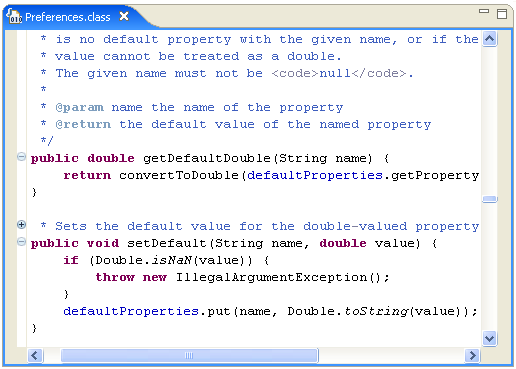 Preferences.class
* is no default property with the given name, or if the
* value cannot be treated as a double.
* The given name must not be <code>null</code>.
*
* @param name the name of the property
* @return the default value of the named property
*/
public double getDefaultDouble(String name) {
return convertToDouble(defaultProperties.getProperty
}
* Sets the default value for the double-valued property
public void setDefault(String name, double value) {
if (Double.isNaN(value)) {
throw new IllegalArgumentException();
}
defaultProperties.put(name, Double.toString(value));
}